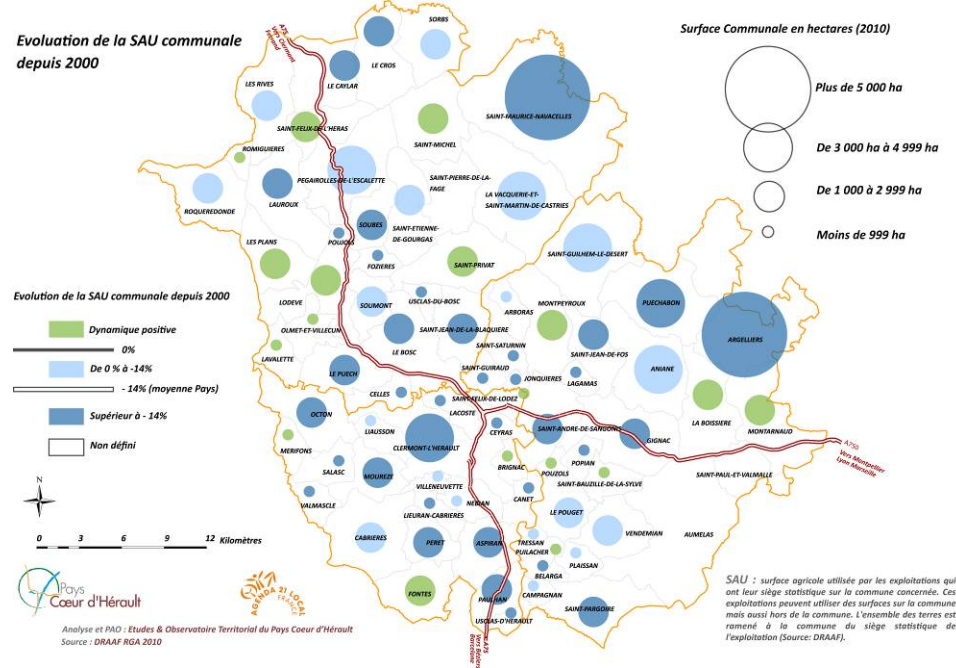 Evoluation de la SAU communale
depuis 2000
A75
Vers Clermont
Ferrand
SORBS
LE CROS
LE CAYLAR
LES RIVES
SAINT-FELIX-DE-L'HERAS
SAINT-MAURICE-NAVACELLES
ROMIGUIERES
SAINT-MICHEL
PEGAIROLLES-DE-L'ESCALETTE
SAINT-PIERRE-DE-LA-
FAGE
LAUROUX
LA VACQUERIE-ET-
SAINT-MARTIN-DE-CASTRIES
ROQUEREDONDE
SOUBES
SAINT-ETIENNE-
DE-GOURGAS
POUJOLS
LES PLANS
FOZIERES
SAINT-PRIVAT
SAINT-GUILHEM-LE-DESERT
LODEVE
SOUMONT
USCLAS-DU-BOSC
ARBORAS
MONTPEYROUX
PUECHABON
OLMET-ET-VILLECUN
SAINT-JEAN-DE-LA-BLAQUIERE
LAVALETTE
LE BOSC
SAINT-SATURNIN
SAINT-JEAN-DE-FOS
ARGELLIERS
LE PUECH
SAINT-GUIRAUD
JONQUIERES
LAGAMAS
ANIANE
CELLES
SAINT-FELIX-DE-LODEZ
OCTON
LACOSTE
LIAUSSON
CEYRAS
SAINT-ANDRE-DE-SANGONIS
GIGNAC
LA BOISSIERE
MONTARNAUD
MERIFONS
CLERMONT-L'HERAULT
SALASC
MOUREZE
BRIGNAC
POUZOLS
POPIAN
SAINT-PAUL-ET-VALMALLE
VALMASCLE
VILLENEUVETTE
CANET
SAINT-BAUZILLE-DE-LA-SYLVE
LIEURAN-CABRIERES
NEBIAN
LE POUGET
CABRIERES
PERET
ASPIRAN
TRESSAN
PUILACHER
VENDEMIAN
AUMELAS
PLAISSAN
BELARGA
FONTES
PAULHAN
CAMPAGNAN
USCLAS-D'HERAULT
SAINT-PARGOIRE
A75
Vers Béziers
Barcelone
A750
Vers Montpellier
Lyon Marseille
Surface Communale en hectares (2010)
Plus de 5 000 ha
De 3 000 ha à 4 999 ha
De 1 000 à 2 999 ha
Moins de 999 ha
Evolution de la SAU communale depuis 2000
Dynamique positive
0%
De 0 % à -14%
- 14% (moyenne Pays)
Supérieur à - 14%
Non défini
N
0 3 6 9 12 Kilomètres
Pays
Cœur d'Hérault
AGENDA 21 LOCAL
FRANCE
Analyse et PAO : Etudes & Observatoire Territorial du Pays Coeur d'Hérault
Source : DRAAF RGA 2010
SAU : surface agricole utilisée par les exploitations qui
ont leur siège statistique sur la commune concernée. Ces
exploitations peuvent utiliser des surfaces sur la commune
mais aussi hors de la commune. L'ensemble des terres est
ramené à la commune du siège statistique de
l'exploitation (Source: DRAAF).